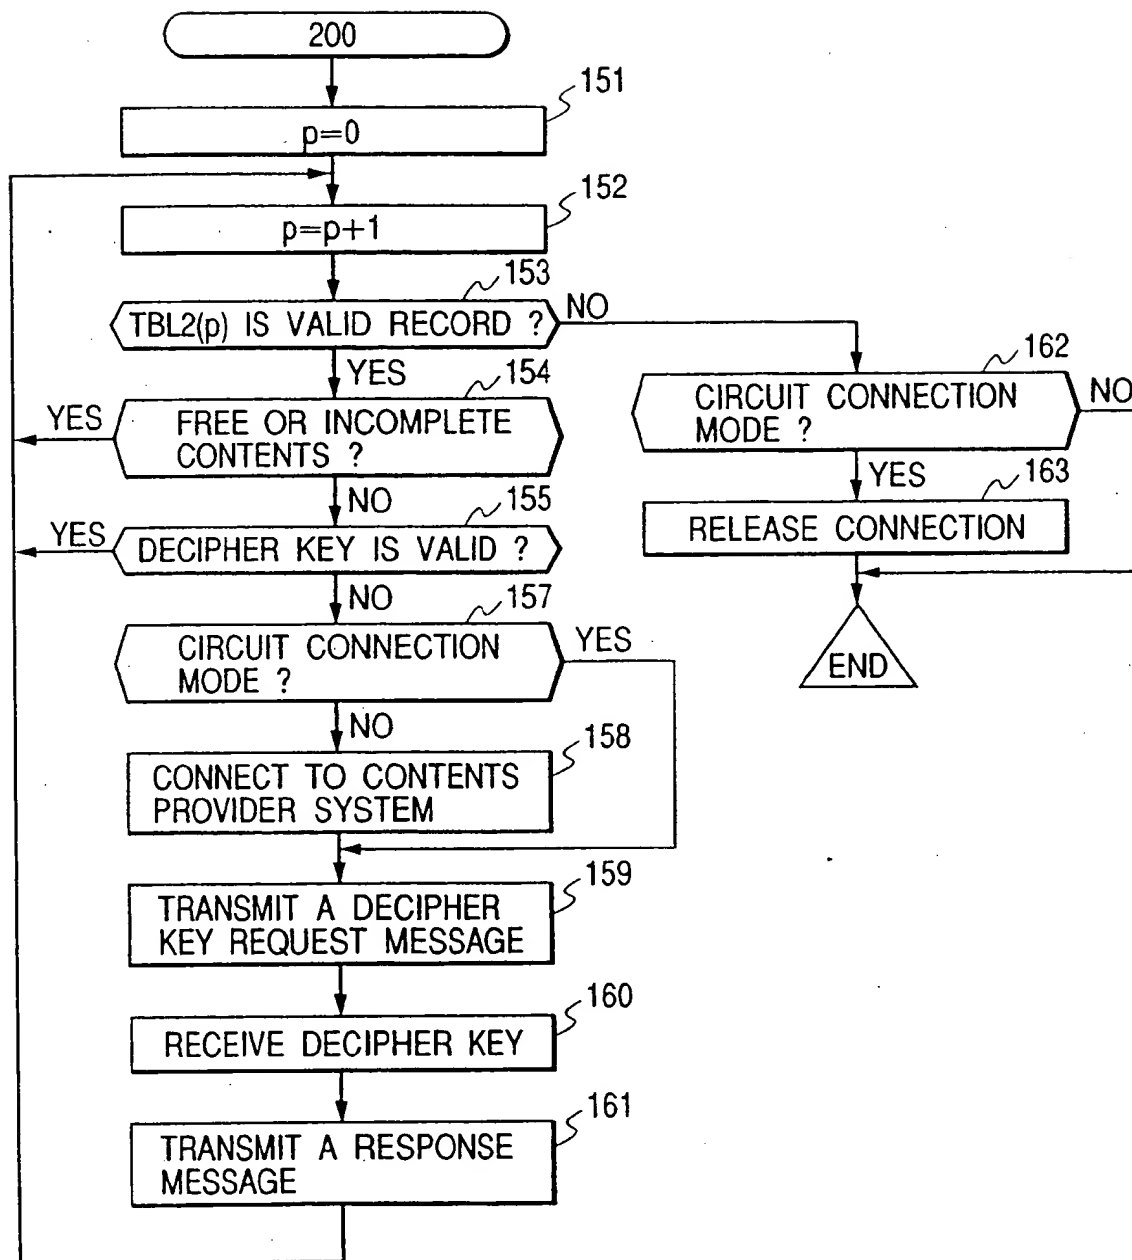 200
151
p=0
152
p=p+1
153
TBL2(p) IS VALID RECORD ?
NO
YES
154
YES
FREE OR INCOMPLETE
CONTENTS ?
NO
155
YES
DECIPHER KEY IS VALID ?
NO
157
CIRCUIT CONNECTION
MODE ?
YES
NO
158
CONNECT TO CONTENTS
PROVIDER SYSTEM
159
TRANSMIT A DECIPHER
KEY REQUEST MESSAGE
160
RECEIVE DECIPHER KEY
161
TRANSMIT A RESPONSE
MESSAGE
162
CIRCUIT CONNECTION
MODE ?
NO
YES
163
RELEASE CONNECTION
END